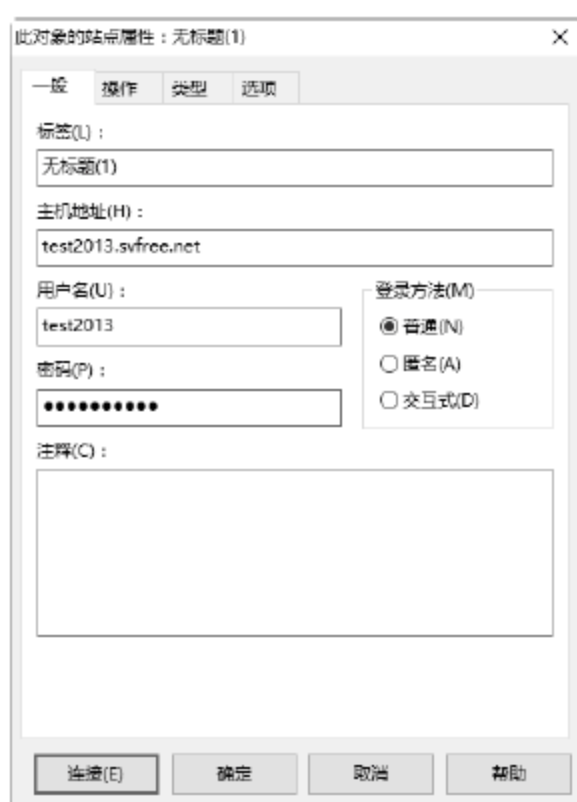 此对象的站点属性：无标题(1)
一般 操作 类型 选项
标签(L)：
无标题(1)
主机地址(H)：
test2013.svfree.net
用户名(U)：
test2013
登录方法(M)
普通(N)
匿名(A)
交互式(D)
密码(P)：
●●●●●●●●●●
注释(C)：
连接(E) 确定 取消 帮助